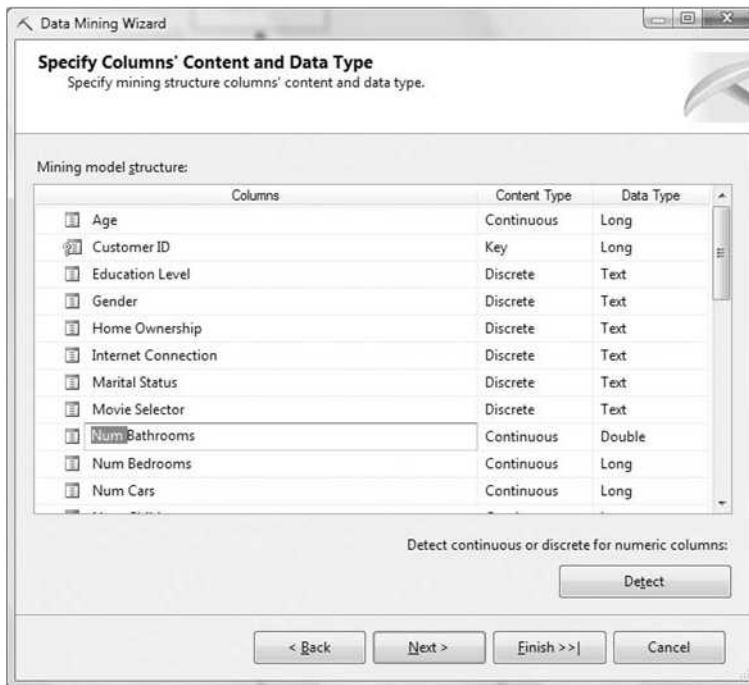 Data Mining Wizard
Specify Columns' Content and Data Type
Specify mining structure columns' content and data type.
Mining model structure:
Columns Content Type Data Type
Age Continuous Long
Customer ID Key Long
Education Level Discrete Text
Gender Discrete Text
Home Ownership Discrete Text
Internet Connection Discrete Text
Marital Status Discrete Text
Movie Selector Discrete Text
Num Bathrooms Continuous Double
Num Bedrooms Continuous Long
Num Cars Continuous Long
Detect continuous or discrete for numeric columns:
Detect
< Back Next > Finish >>| Cancel